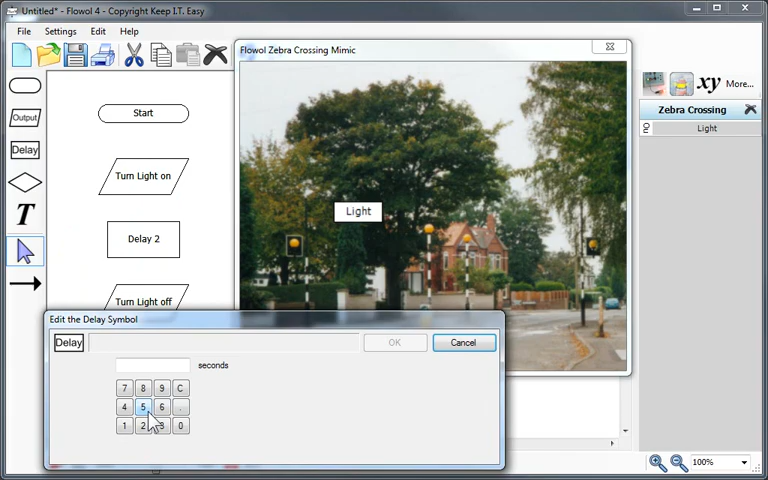 Untitled* - Flowol 4 - Copyright Keep I.T. Easy
File Settings Edit Help
Flowol Zebra Crossing Mimic
xy More...
Zebra Crossing
Ou Light
Output
Delay
T
Start
Turn Light on
Delay 2
Turn Light off
Light
Edit the Delay Symbol
Delay OK Cancel
seconds
7 8 9 C
4 5 6 .
1 2 3 0
100%